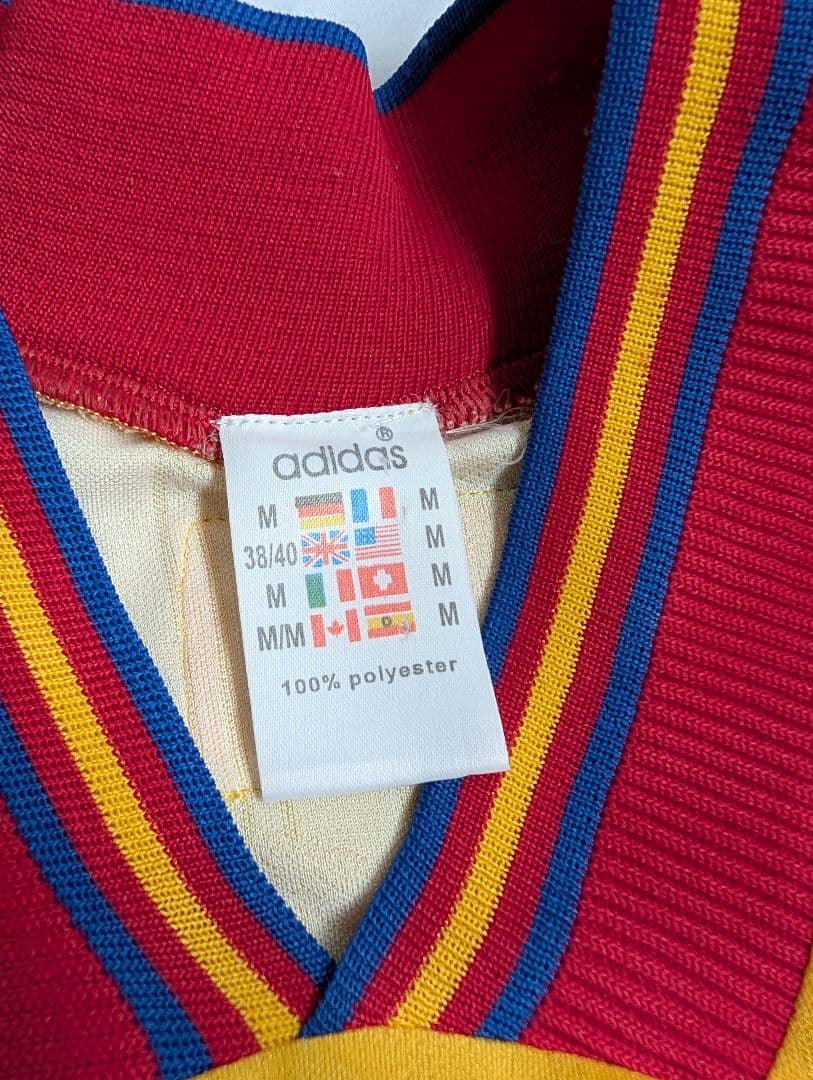 adidas®
M M
38/40 M
M M
M/M M
100% polyester